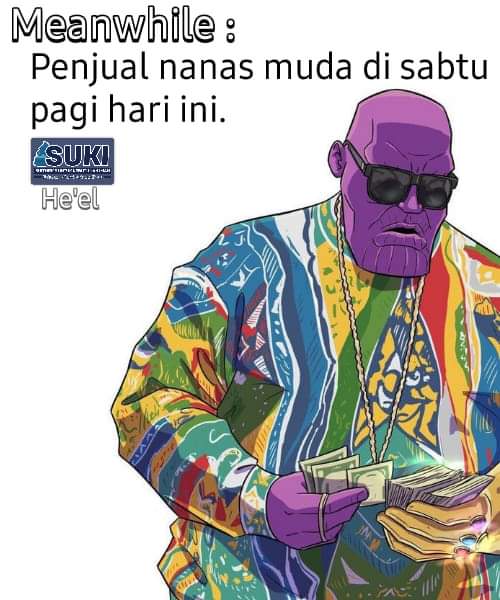 Meanwhile :
Penjual nanas muda di sabtu
pagi hari ini.
SUKI
He'el